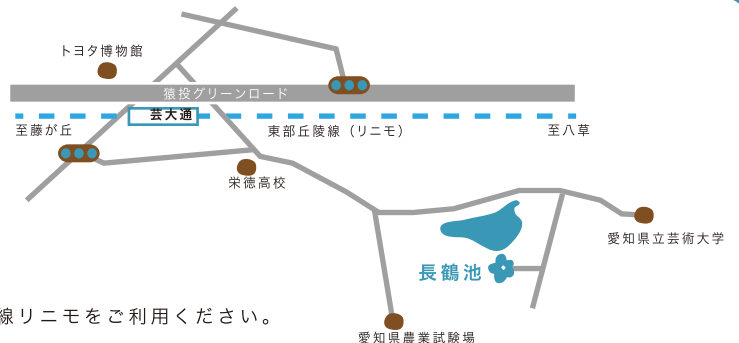 トヨタ博物館
猿投グリーンロード
芸大通
至藤が丘
東部丘陵線（リニモ）
至八草
栄徳高校
愛知県立芸術大学
長鶴池
線リニモをご利用ください。
愛知県農業試験場